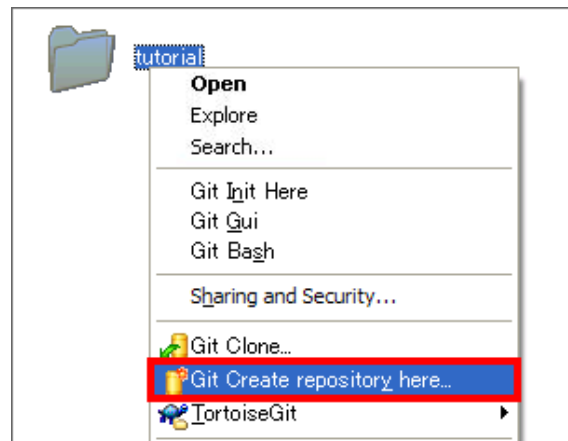 tutorial
Open
Explore
Search...
Git Init Here
Git Gui
Git Bash
Sharing and Security...
Git Clone...
Git Create repository here...
TortoiseGit